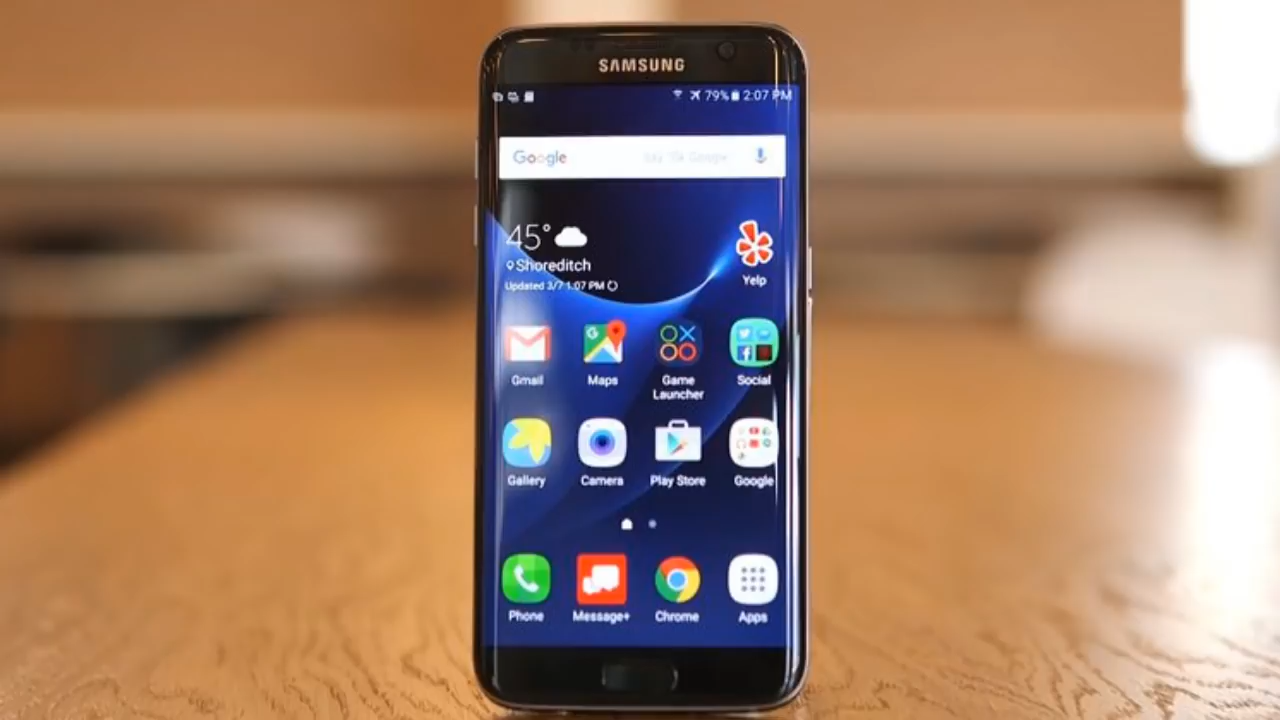 SAMSUNG
79% 2:07 PM
Google
45°
Shoreditch
Updated 3/7 1:07 PM
Yelp
Gmail
Maps
Game
Launcher
Social
Gallery
Camera
Play Store
Google
Phone
Message+
Chrome
Apps